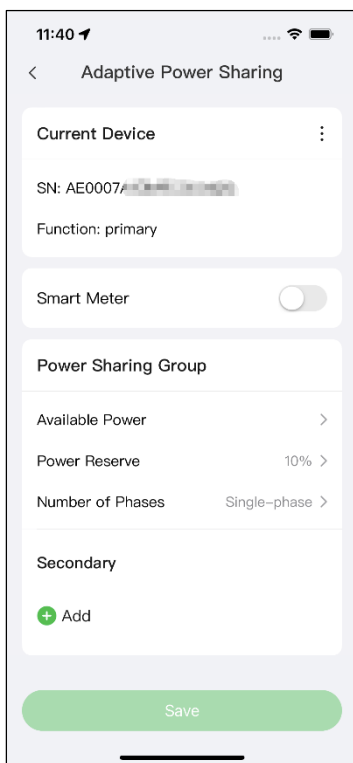 11:40
Adaptive Power Sharing
Current Device
SN: AE0007
Function: primary
Smart Meter
Power Sharing Group
Available Power
Power Reserve 10%
Number of Phases Single-phase
Secondary
Add
Save